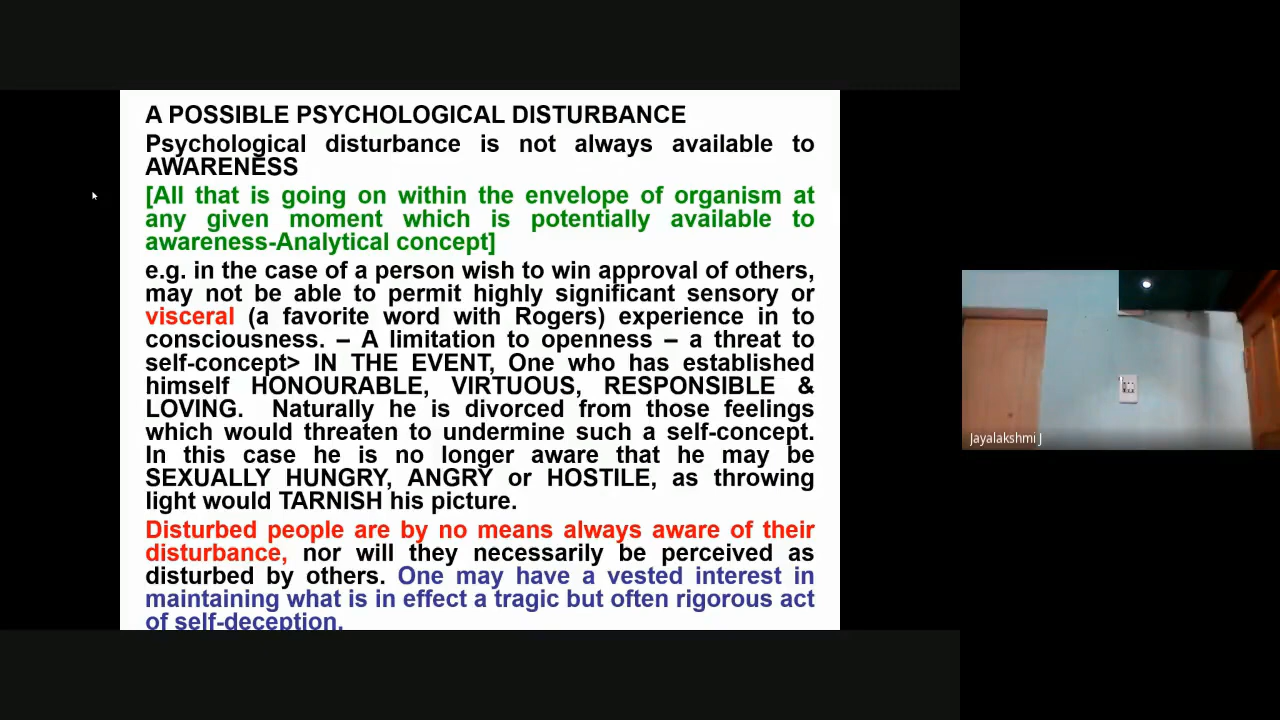 A POSSIBLE PSYCHOLOGICAL DISTURBANCE
Psychological disturbance is not always available to
AWARENESS
[All that is going on within the envelope of organism at
any given moment which is potentially available to
awareness-Analytical concept]
e.g. in the case of a person wish to win approval of others,
may not be able to permit highly significant sensory or
visceral (a favorite word with Rogers) experience in to
consciousness. – A limitation to openness – a threat to
self-concept> IN THE EVENT, One who has established
himself HONOURABLE, VIRTUOUS, RESPONSIBLE &
LOVING. Naturally he is divorced from those feelings
which would threaten to undermine such a self-concept.
In this case he is no longer aware that he may be
SEXUALLY HUNGRY, ANGRY or HOSTILE, as throwing
light would TARNISH his picture.
Disturbed people are by no means always aware of their
disturbance, nor will they necessarily be perceived as
disturbed by others. One may have a vested interest in
maintaining what is in effect a tragic but often rigorous act
of self-deception.
Jayalakshmi J